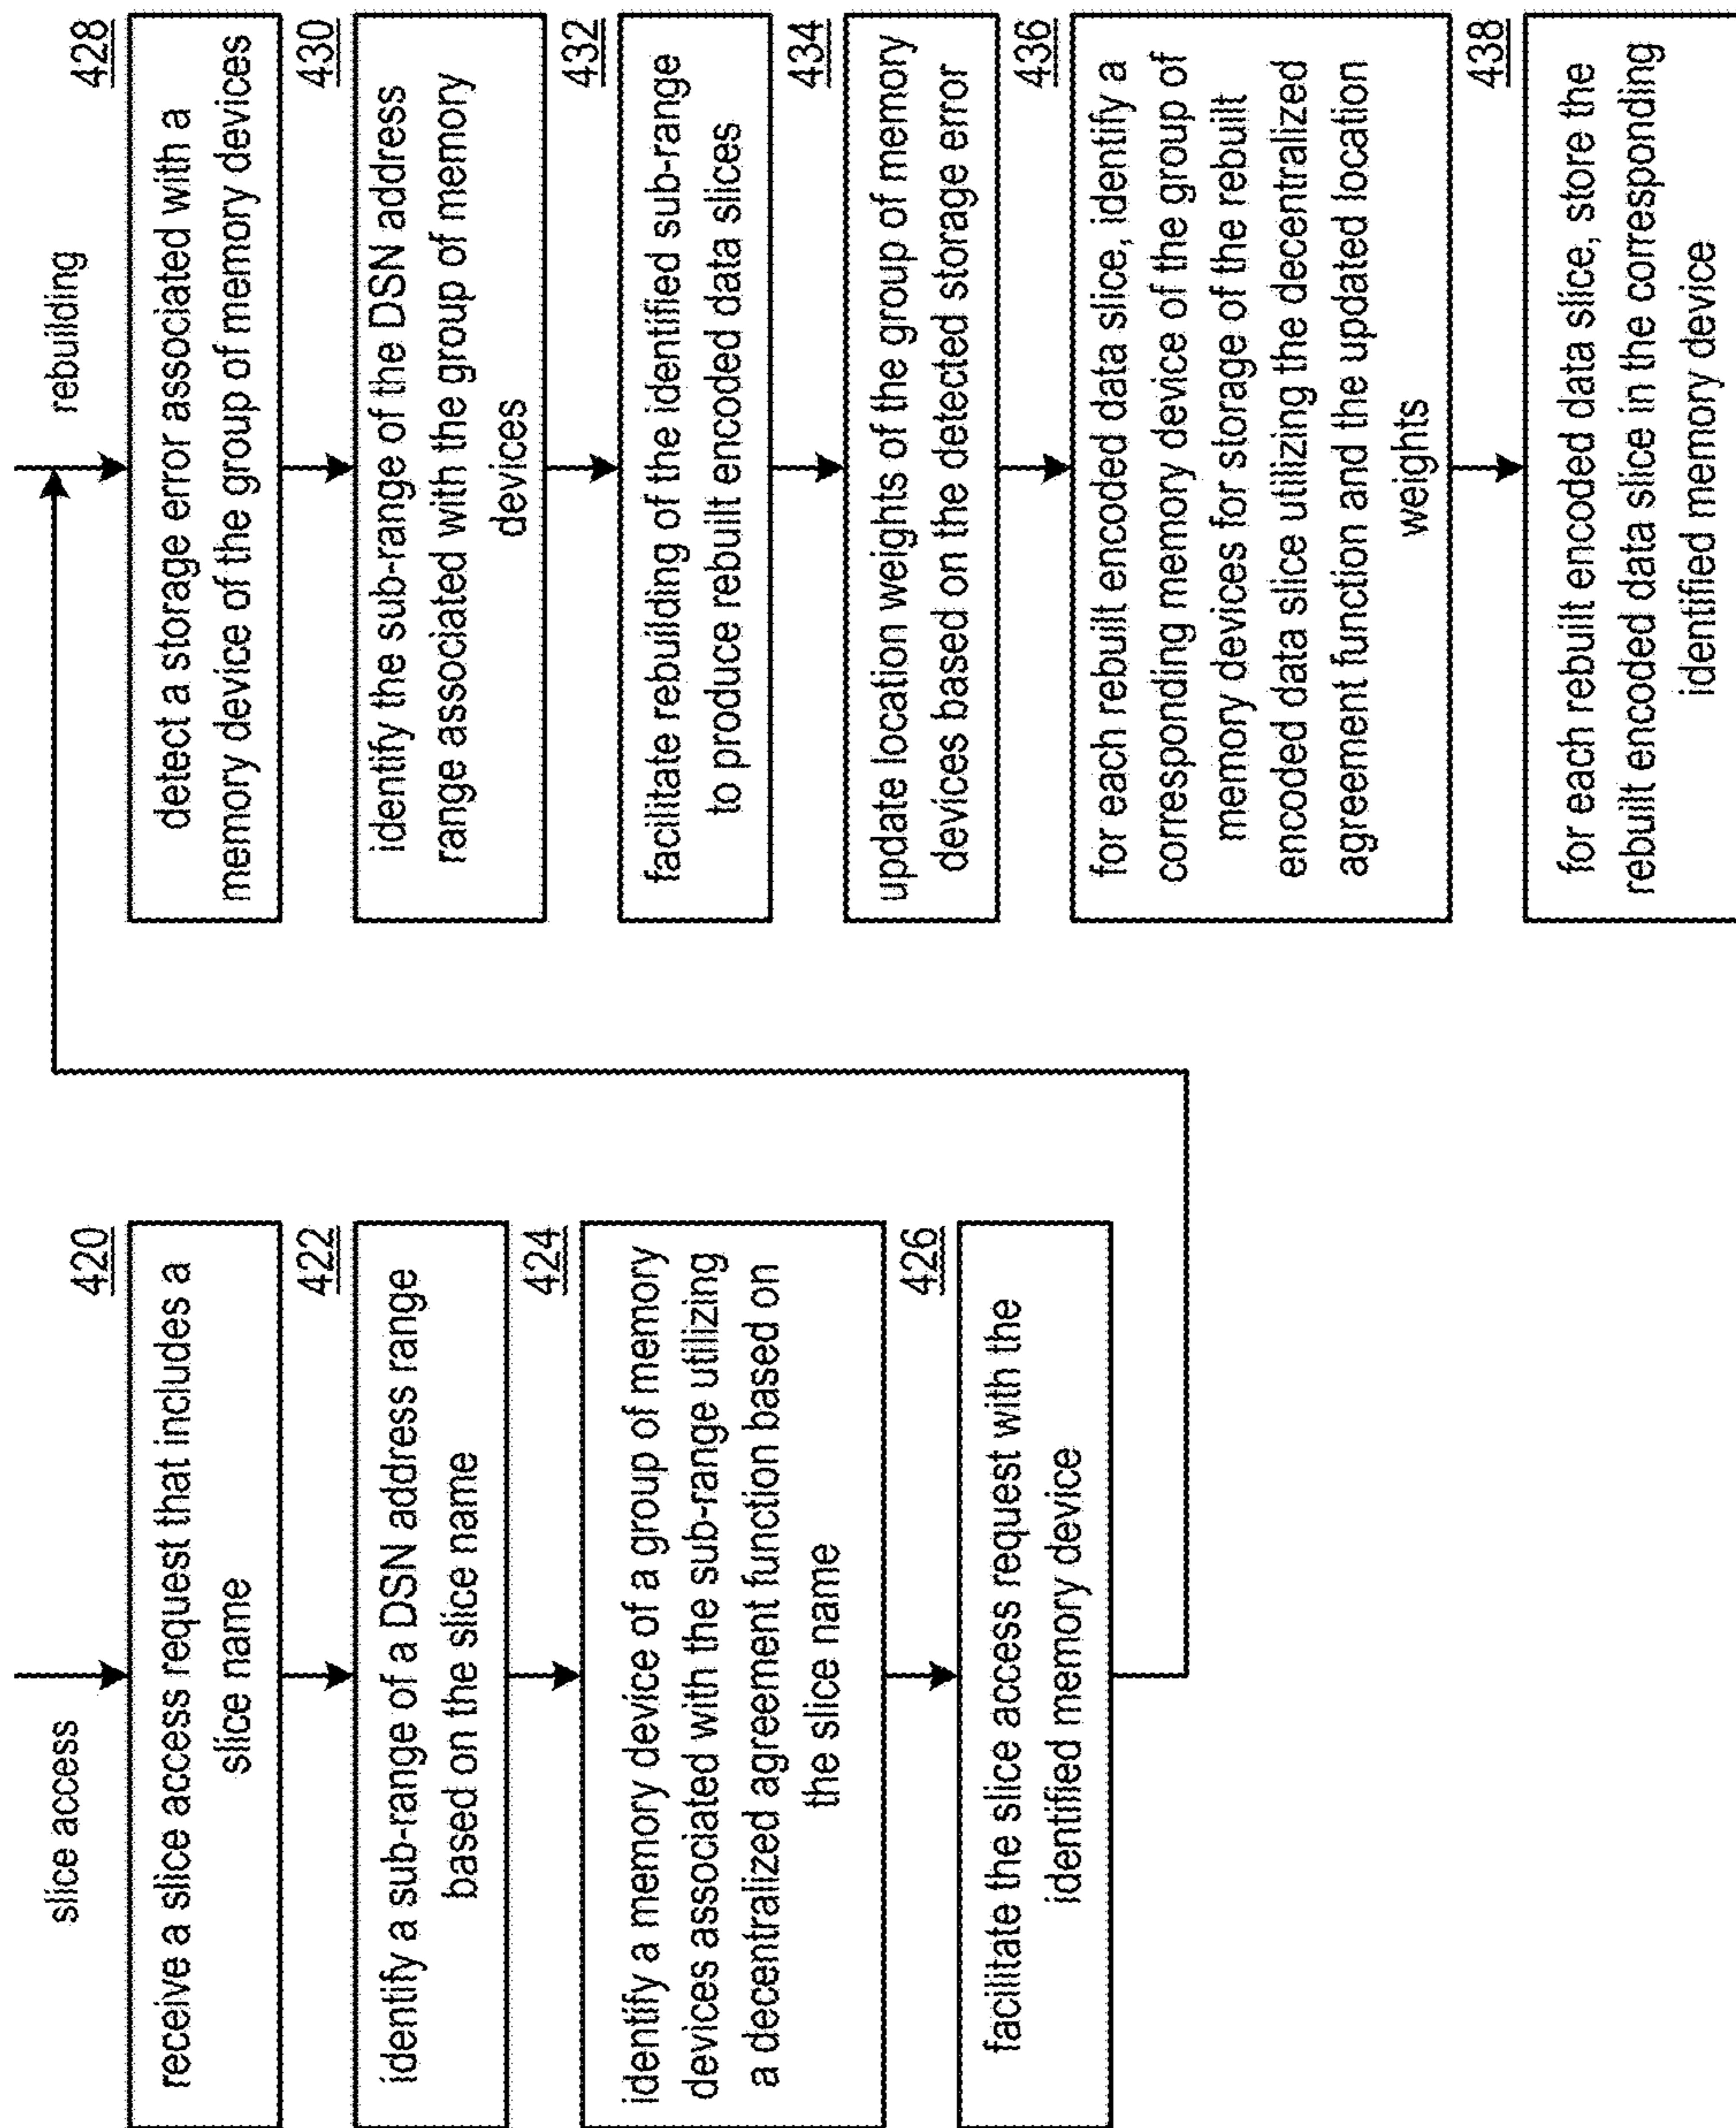 slice access
420
receive a slice access request that includes a
slice name
422
identify a sub-range of a DSN address range
based on the slice name
424
identify a memory device of a group of memory
devices associated with the sub-range utilizing
a decentralized agreement function based on
the slice name
426
facilitate the slice access request with the
identified memory device
rebuilding
428
detect a storage error associated with a
memory device of the group of memory devices
430
identify the sub-range of the DSN address
range associated with the group of memory
devices
432
facilitate rebuilding of the identified sub-range
to produce rebuilt encoded data slices
434
update location weights of the group of memory
devices based on the detected storage error
436
for each rebuilt encoded data slice, identify a
corresponding memory device of the group of
memory devices for storage of the rebuilt
encoded data slice utilizing the decentralized
agreement function and the updated location
weights
438
for each rebuilt encoded data slice, store the
rebuilt encoded data slice in the corresponding
identified memory device